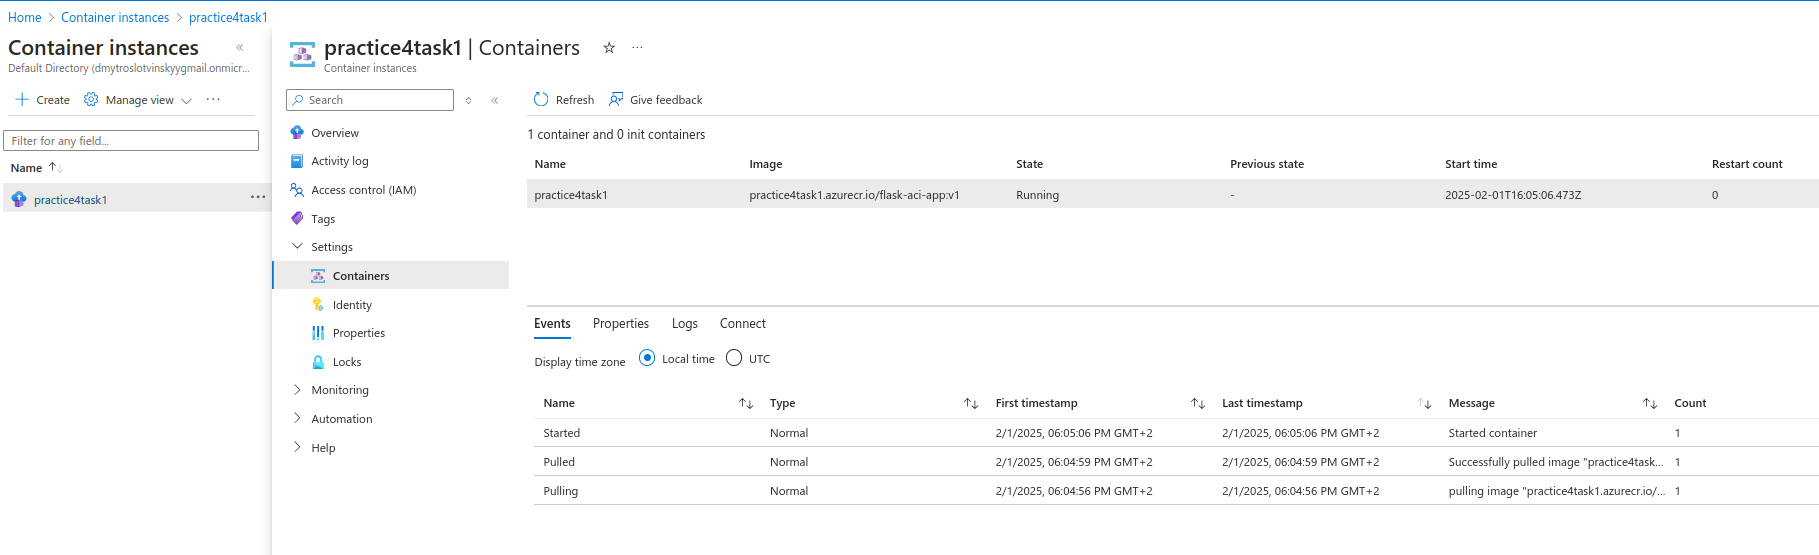 Home > Container instances > practice4task1
Container instances «
Default Directory (dmytroslotvinskyygmail.onmicr...
Create Manage view ...
Filter for any field...
Name
practice4task1 ...
practice4task1 | Containers ...
Container instances
Search «
Overview
Activity log
Access control (IAM)
Tags
Settings
Containers
Identity
Properties
Locks
Monitoring
Automation
Help
Refresh Give feedback
1 container and 0 init containers
Name Image State Previous state Start time Restart count
practice4task1 practice4task1.azurecr.io/flask-aci-app:v1 Running - 2025-02-01T16:05:06.473Z 0
Events Properties Logs Connect
Display time zone Local time UTC
Name Type First timestamp Last timestamp Message Count
Started Normal 2/1/2025, 06:05:06 PM GMT+2 2/1/2025, 06:05:06 PM GMT+2 Started container 1
Pulled Normal 2/1/2025, 06:04:59 PM GMT+2 2/1/2025, 06:04:59 PM GMT+2 Successfully pulled image "practice4task... 1
Pulling Normal 2/1/2025, 06:04:56 PM GMT+2 2/1/2025, 06:04:56 PM GMT+2 pulling image "practice4task1.azurecr.io/... 1